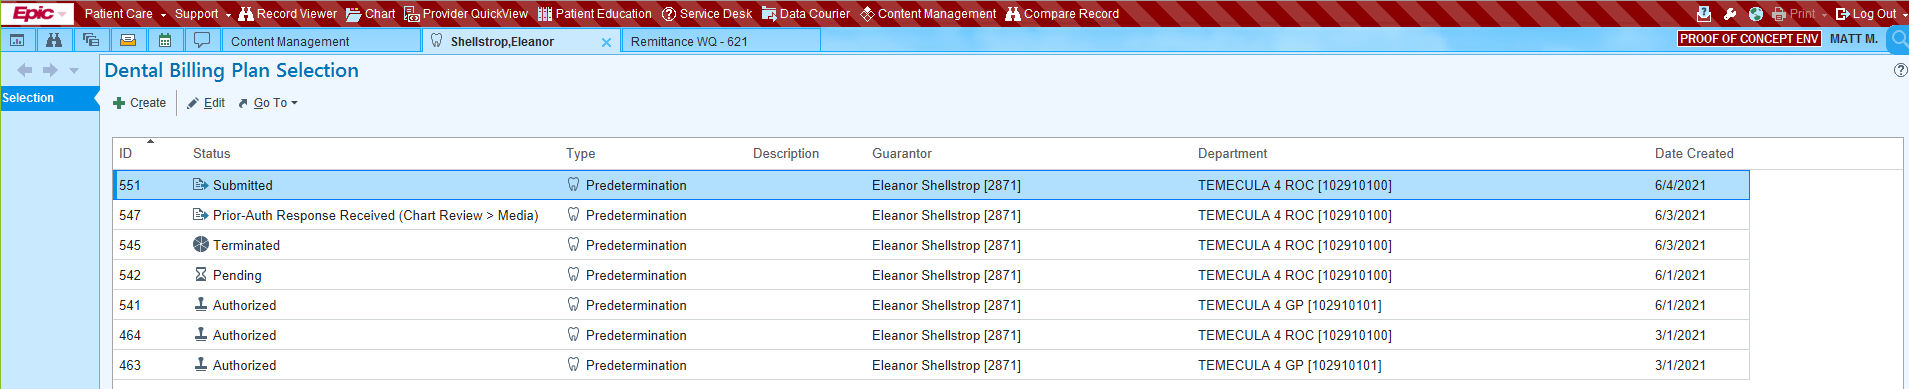 Epic Patient Care Support Record Viewer Chart Provider QuickView Patient Education Service Desk Data Courier Content Management Compare Record Print Log Out
Content Management Shellstrop,Eleanor Remittance WQ - 621 PROOF OF CONCEPT ENV MATT M.
Dental Billing Plan Selection
Selection
Create Edit Go To
ID Status Type Description Guarantor Department Date Created
551 Submitted Predetermination Eleanor Shellstrop [2871] TEMECULA 4 ROC [102910100] 6/4/2021
547 Prior-Auth Response Received (Chart Review > Media) Predetermination Eleanor Shellstrop [2871] TEMECULA 4 ROC [102910100] 6/3/2021
545 Terminated Predetermination Eleanor Shellstrop [2871] TEMECULA 4 ROC [102910100] 6/3/2021
542 Pending Predetermination Eleanor Shellstrop [2871] TEMECULA 4 ROC [102910100] 6/1/2021
541 Authorized Predetermination Eleanor Shellstrop [2871] TEMECULA 4 GP [102910101] 6/1/2021
464 Authorized Predetermination Eleanor Shellstrop [2871] TEMECULA 4 ROC [102910100] 3/1/2021
463 Authorized Predetermination Eleanor Shellstrop [2871] TEMECULA 4 GP [102910101] 3/1/2021